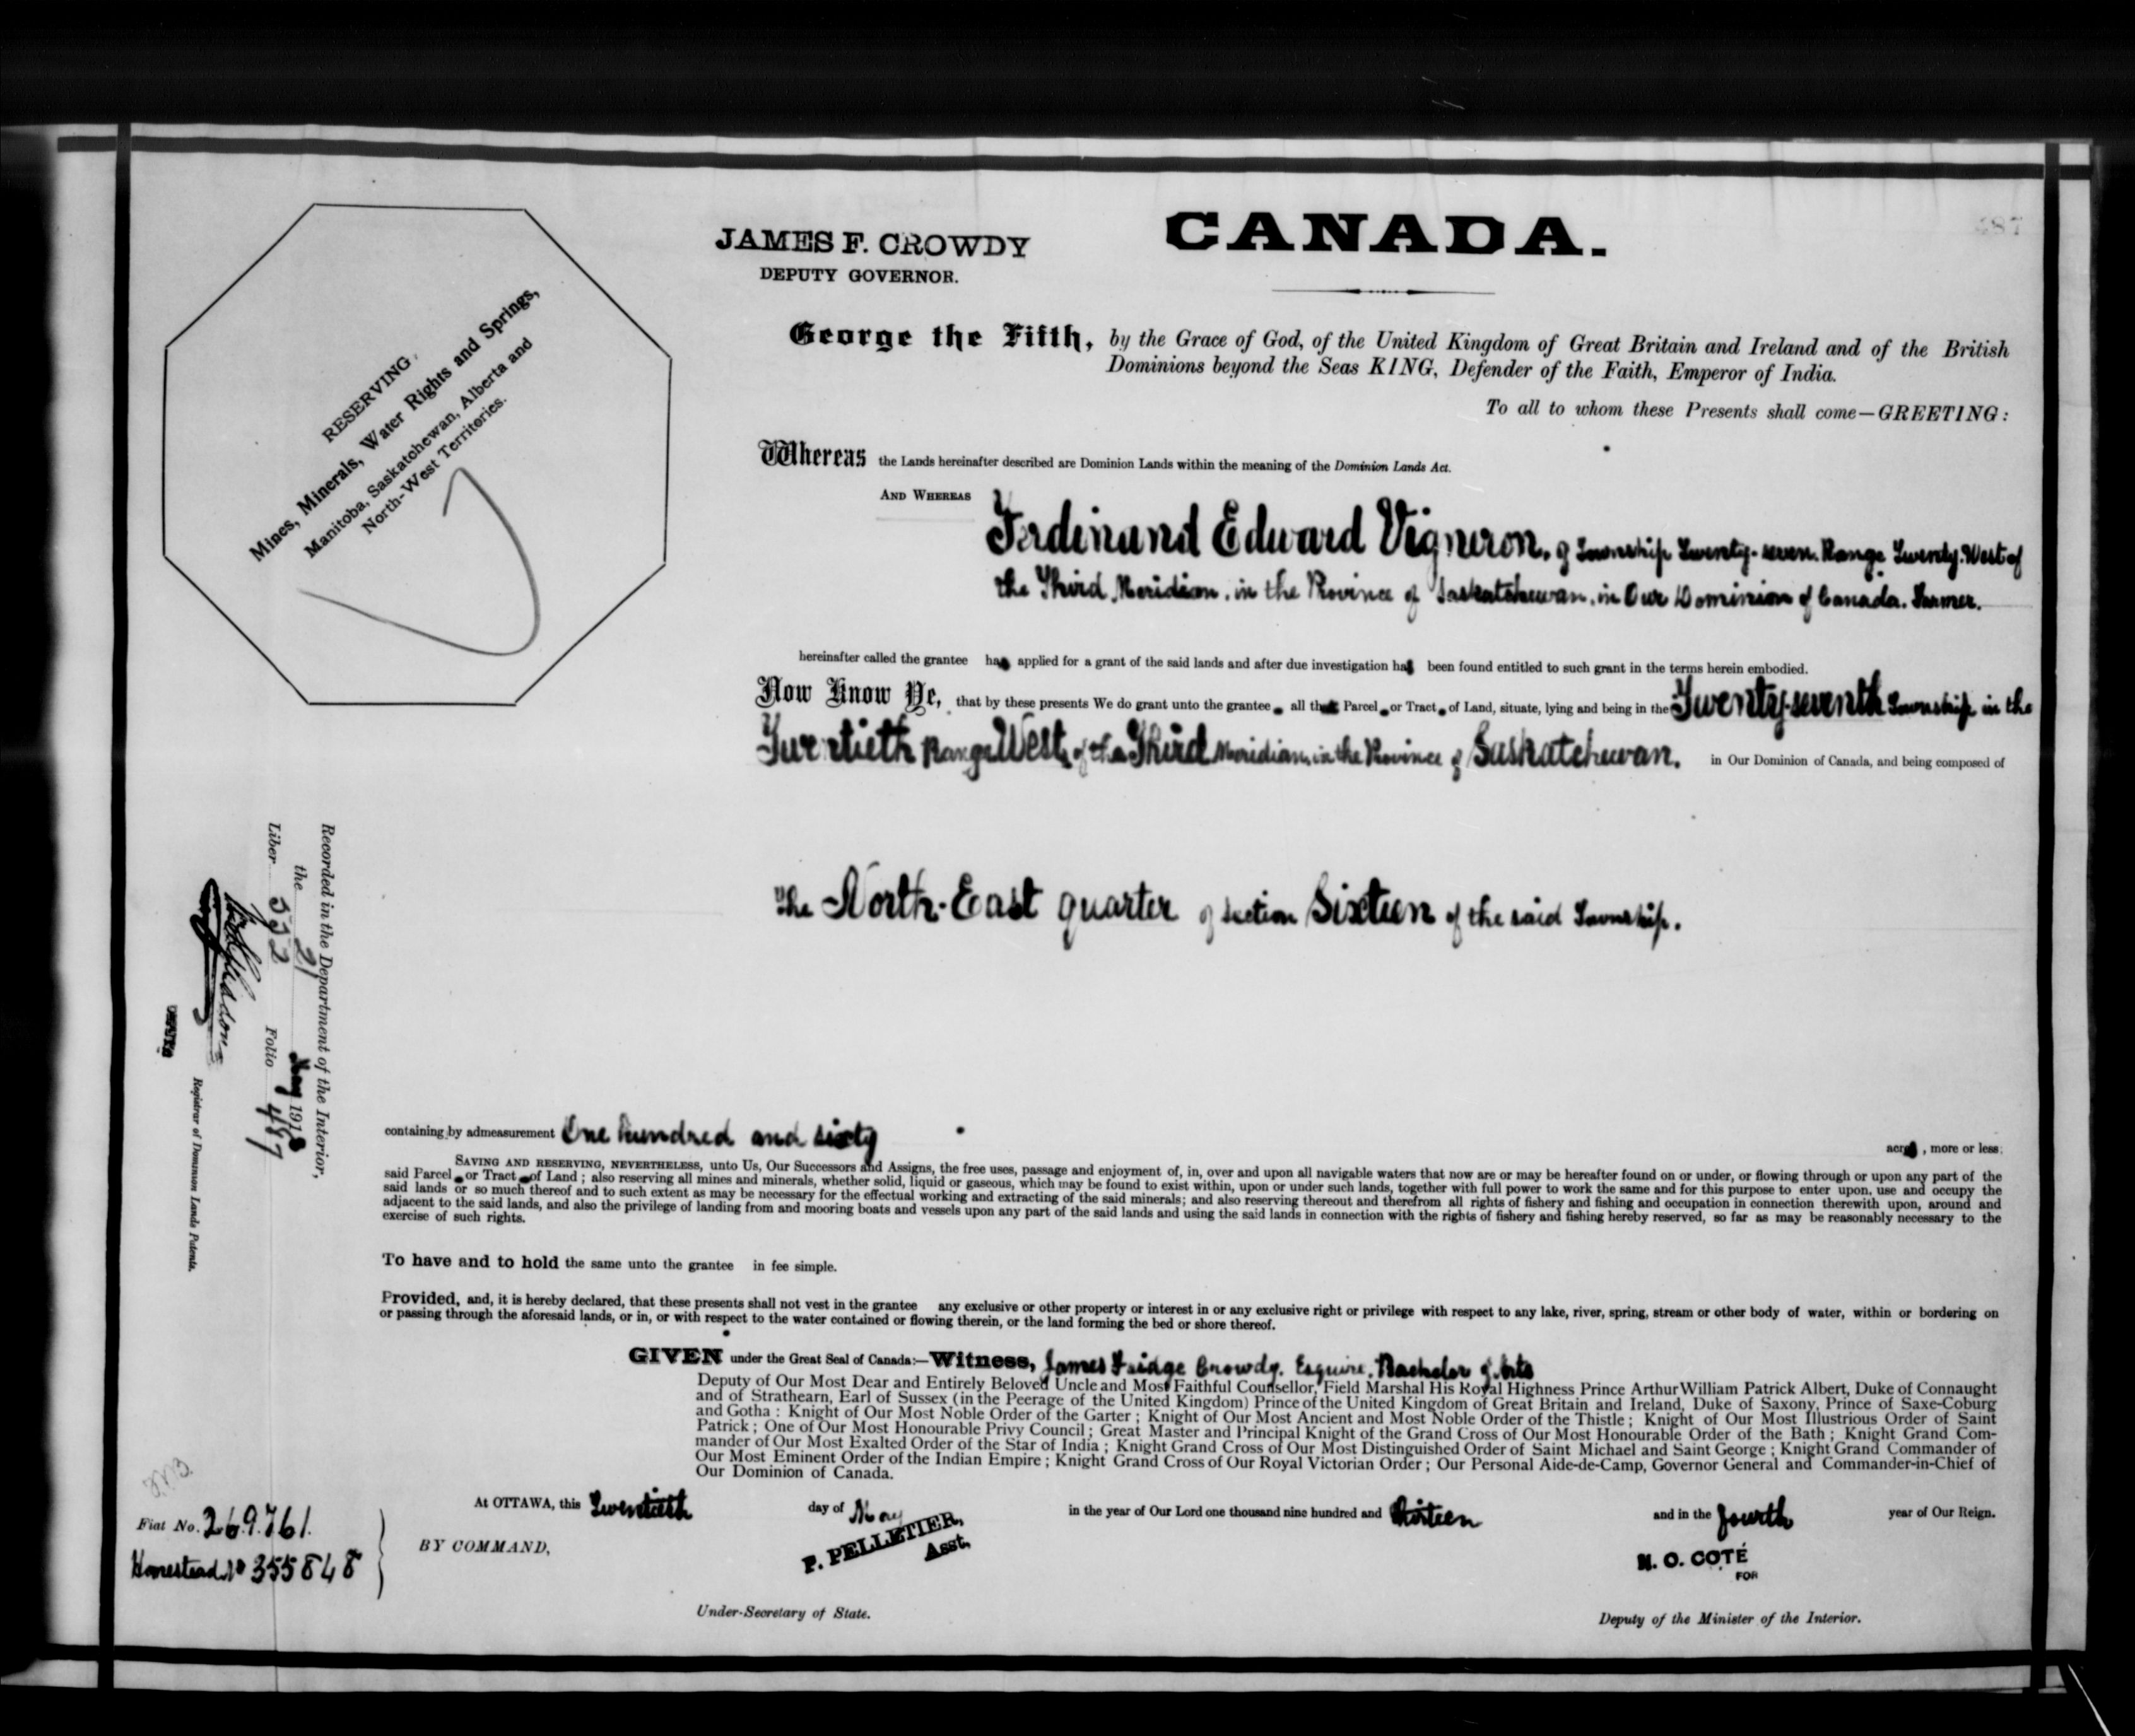 CANADA.
JAMES F. CROWDY
DEPUTY GOVERNOR.
487
RESERVING,
Mines, Minerals, Water Rights and Springs,
Manitoba, Saskatchewan, Alberta and
North-West Territories.
George the Fifth, by the Grace of God, of the United Kingdom of Great Britain and Ireland and of the British
Dominions beyond the Seas KING, Defender of the Faith, Emperor of India.
To all to whom these Presents shall come—GREETING:
Whereas the Lands hereinafter described are Dominion Lands within the meaning of the Dominion Lands Act.
AND WHEREAS
Ferdinand Edward Vigneron, of Township Twenty-seven, Range Twenty, West of
the Third Meridian, in the Province of Saskatchewan, in Our Dominion of Canada, Farmer.
hereinafter called the grantee has applied for a grant of the said lands and after due investigation has been found entitled to such grant in the terms herein embodied.
Now Know Ye, that by these presents We do grant unto the grantee all that Parcel or Tract of Land, situate, lying and being in the Twenty-seventh Township in the
Twentieth Range West of the Third Meridian, in the Province of Saskatchewan, in Our Dominion of Canada, and being composed of
The North-East quarter of Section Sixteen of the said Township.
Recorded in the Department of the Interior,
the 21 May 1913
Liber 532 Folio 487
Registrar of Dominion Lands Patents.
containing by admeasurement One hundred and sixty acres, more or less;
SAVING AND RESERVING, NEVERTHELESS, unto Us, Our Successors and Assigns, the free uses, passage and enjoyment of, in, over and upon all navigable waters that now are or may be hereafter found on or under, or flowing through or upon any part of the
said Parcel or Tract of Land; also reserving all mines and minerals, whether solid, liquid or gaseous, which may be found to exist within, upon or under such lands, together with full power to work the same and for this purpose to enter upon, use and occupy the
said lands or so much thereof and to such extent as may be necessary for the effectual working and extracting of the said minerals; and also reserving thereout and therefrom all rights of fishery and fishing and occupation in connection therewith upon, around and
adjacent to the said lands, and also the privilege of landing from and mooring boats and vessels upon any part of the said lands and using the said lands in connection with the rights of fishery and fishing hereby reserved, so far as may be reasonably necessary to the
exercise of such rights.
To have and to hold the same unto the grantee in fee simple.
Provided, and, it is hereby declared, that these presents shall not vest in the grantee any exclusive or other property or interest in or any exclusive right or privilege with respect to any lake, river, spring, stream or other body of water, within or bordering on
or passing through the aforesaid lands, or in, or with respect to the water contained or flowing therein, or the land forming the bed or shore thereof.
GIVEN under the Great Seal of Canada:—Witness, James Fridge Crowdy, Esquire, Bachelor of Arts
Deputy of Our Most Dear and Entirely Beloved Uncle and Most Faithful Counsellor, Field Marshal His Royal Highness Prince Arthur William Patrick Albert, Duke of Connaught
and of Strathearn, Earl of Sussex (in the Peerage of the United Kingdom) Prince of the United Kingdom of Great Britain and Ireland, Duke of Saxony, Prince of Saxe-Coburg
and Gotha: Knight of Our Most Noble Order of the Garter; Knight of Our Most Ancient and Most Noble Order of the Thistle; Knight of Our Most Illustrious Order of Saint
Patrick; One of Our Most Honourable Privy Council; Great Master and Principal Knight of the Grand Cross of Our Most Honourable Order of the Bath; Knight Grand Com-
mander of Our Most Exalted Order of the Star of India; Knight Grand Cross of Our Most Distinguished Order of Saint Michael and Saint George; Knight Grand Commander of
Our Most Eminent Order of the Indian Empire; Knight Grand Cross of Our Royal Victorian Order; Our Personal Aide-de-Camp, Governor General and Commander-in-Chief of
Our Dominion of Canada.
At OTTAWA, this Twentieth day of May in the year of Our Lord one thousand nine hundred and thirteen and in the fourth year of Our Reign.
Fiat No. 269761.
Homestead No 355848
BY COMMAND,
P. PELLETIER,
Asst.
Under-Secretary of State.
N. O. COTÉ
FOR
Deputy of the Minister of the Interior.